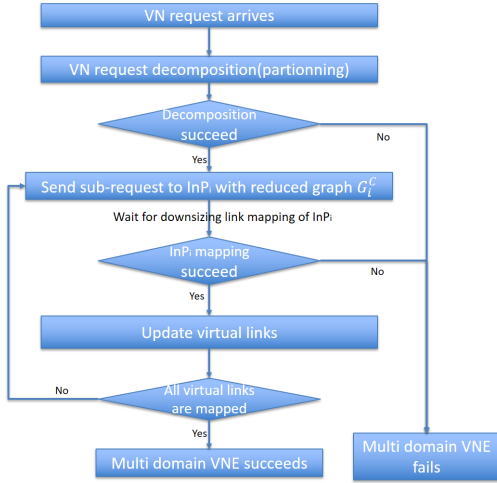 VN request arrives
VN request decomposition(partionning)
Decomposition
succeed
No
Yes
Send sub-request to InPᵢ with reduced graph Gᵢᶜ
Wait for downsizing link mapping of InPᵢ
InPᵢ mapping
succeed
No
Yes
Update virtual links
All virtual links
are mapped
No
Yes
Multi domain VNE succeeds
Multi domain VNE
fails